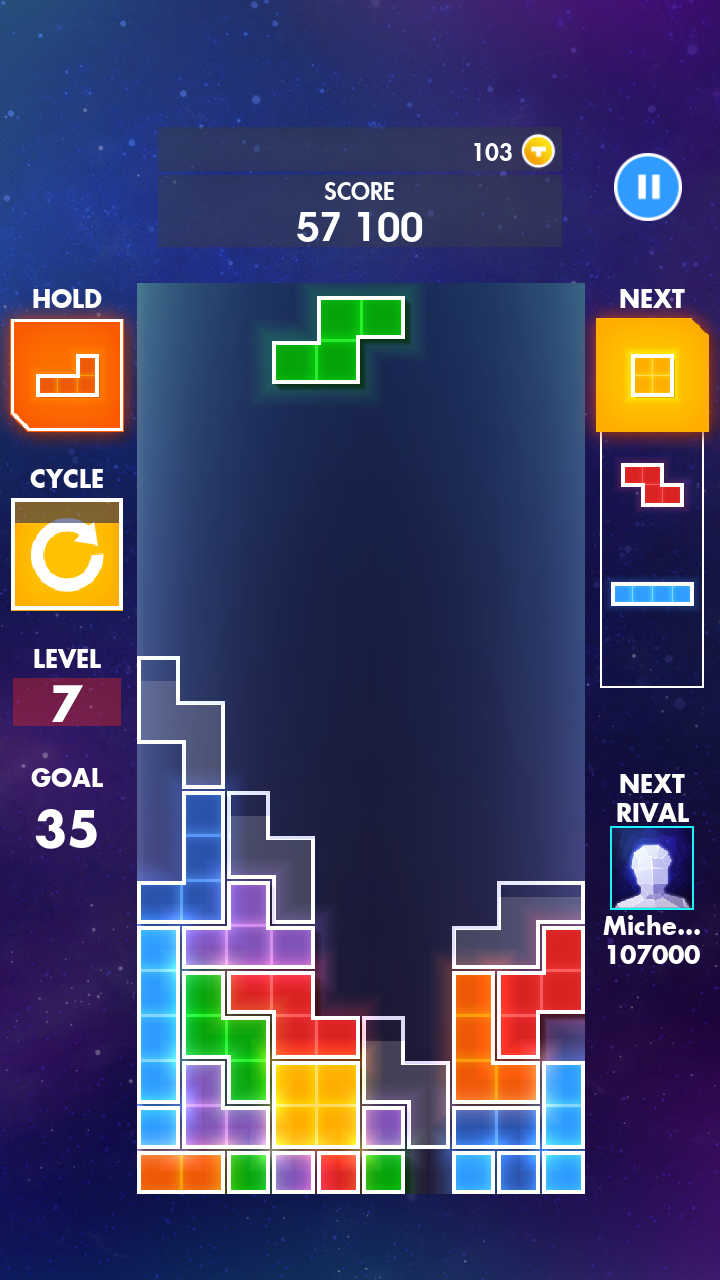 103
SCORE
57 100
HOLD
NEXT
CYCLE
LEVEL
7
GOAL
35
NEXT
RIVAL
Miche...
107000